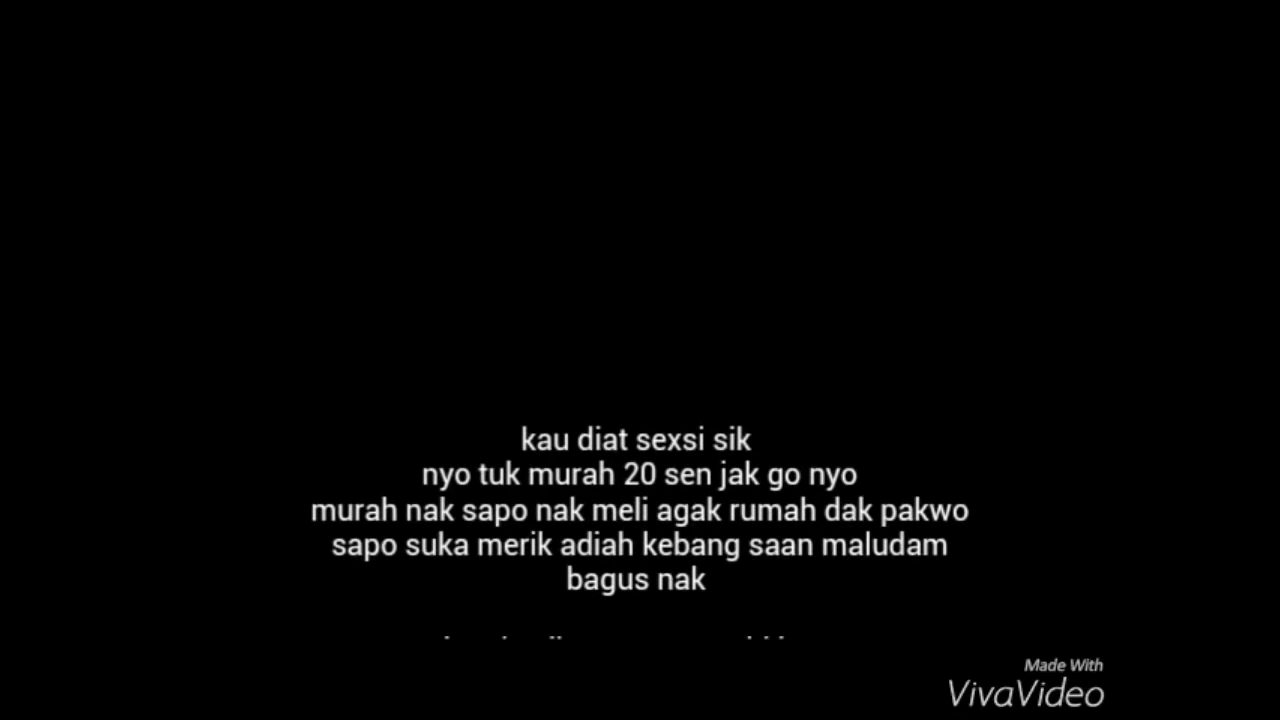 kau diat sexsi sik
nyo tuk murah 20 sen jak go nyo
murah nak sapo nak meli agak rumah dak pakwo
sapo suka merik adiah kebang saan maludam
bagus nak
Made With
VivaVideo